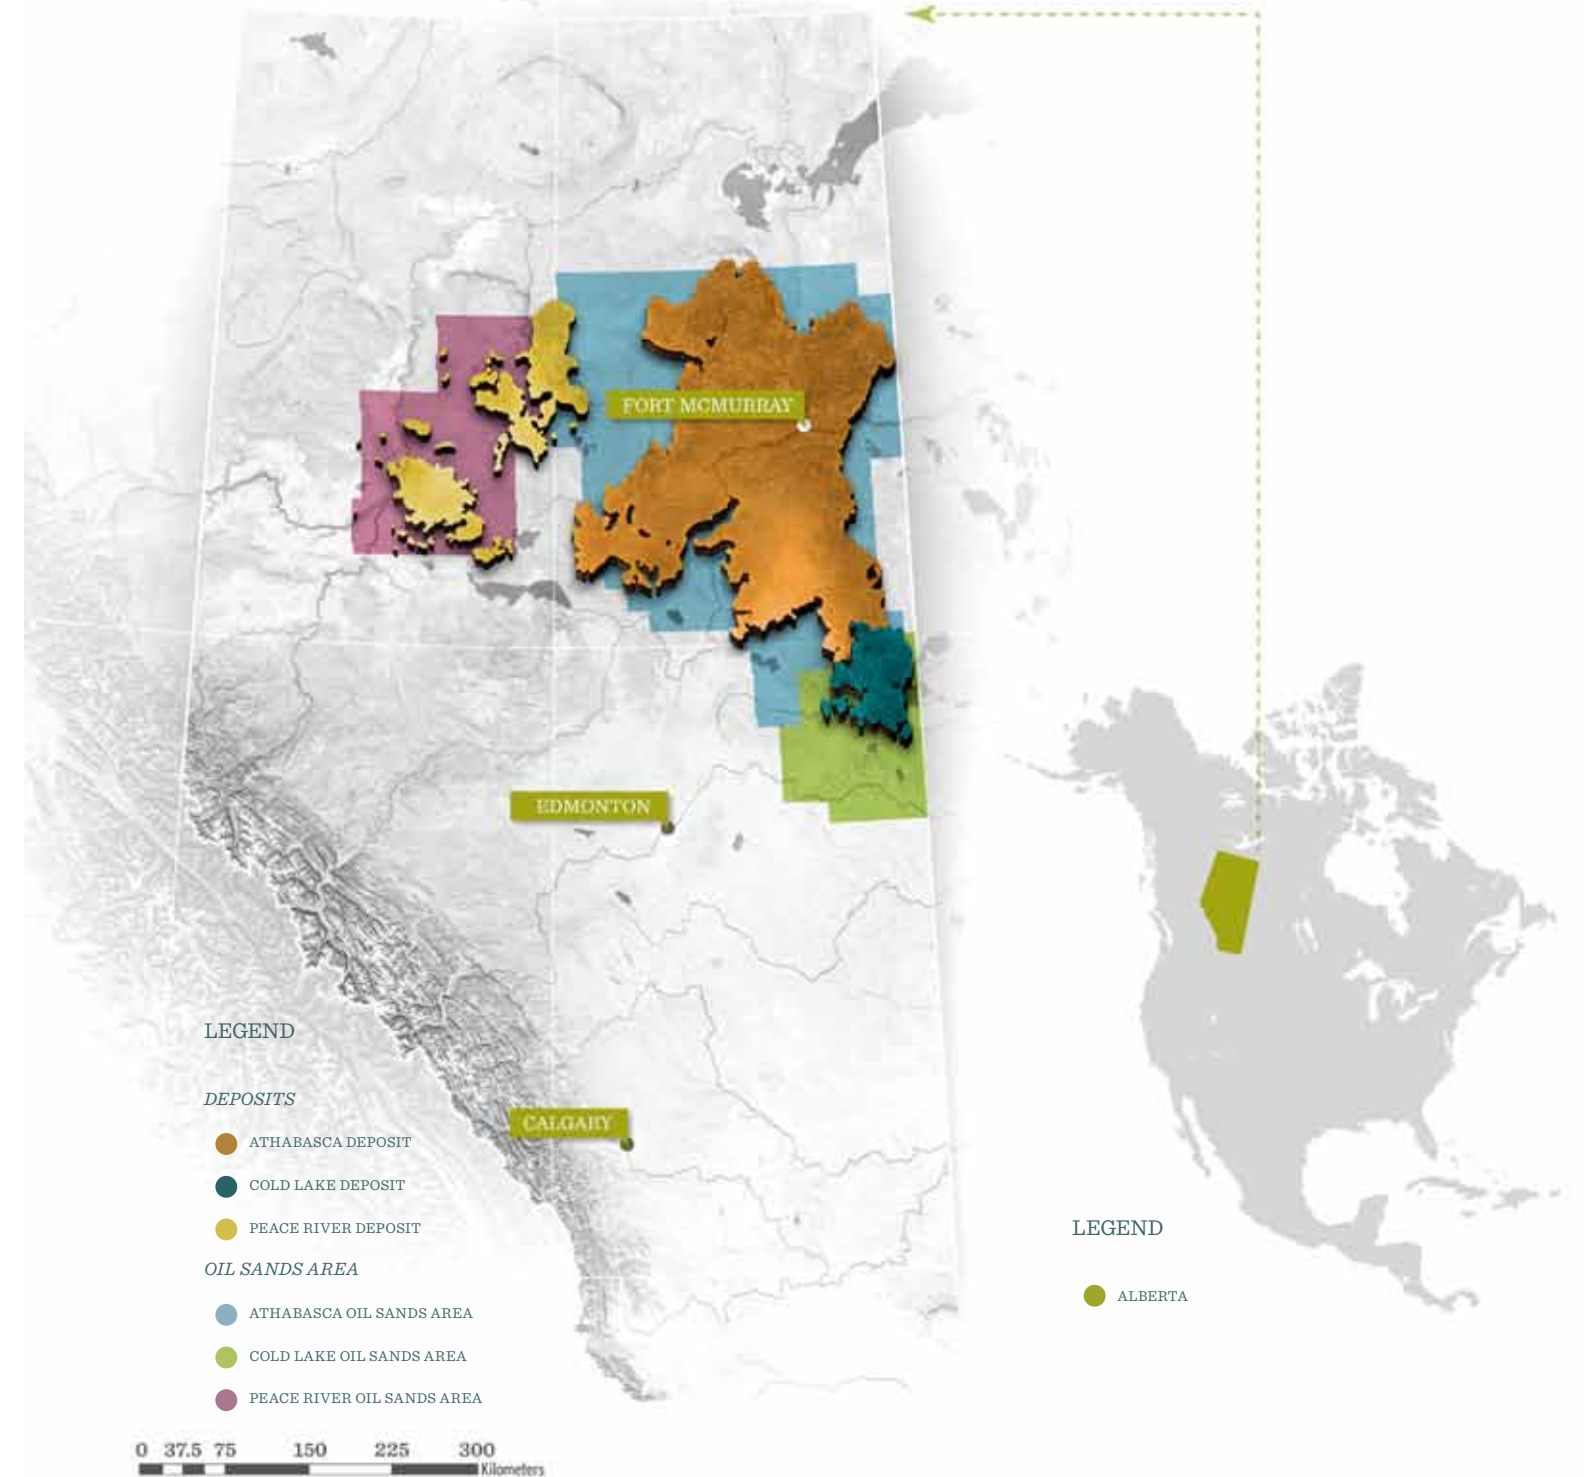 FORT MCMURRAY
EDMONTON
CALGARY
LEGEND
DEPOSITS
ATHABASCA DEPOSIT
COLD LAKE DEPOSIT
PEACE RIVER DEPOSIT
OIL SANDS AREA
ATHABASCA OIL SANDS AREA
COLD LAKE OIL SANDS AREA
PEACE RIVER OIL SANDS AREA
0 37.5 75 150 225 300
Kilometers
LEGEND
ALBERTA